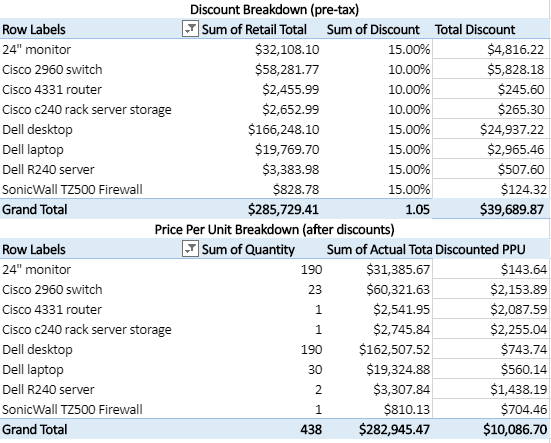 Discount Breakdown (pre-tax)
Row Labels Sum of Retail Total Sum of Discount Total Discount
24" monitor $32,108.10 15.00% $4,816.22
Cisco 2960 switch $58,281.77 10.00% $5,828.18
Cisco 4331 router $2,455.99 10.00% $245.60
Cisco c240 rack server storage $2,652.99 10.00% $265.30
Dell desktop $166,248.10 15.00% $24,937.22
Dell laptop $19,769.70 15.00% $2,965.46
Dell R240 server $3,383.98 15.00% $507.60
SonicWall TZ500 Firewall $828.78 15.00% $124.32
Grand Total $285,729.41 1.05 $39,689.87
Price Per Unit Breakdown (after discounts)
Row Labels Sum of Quantity Sum of Actual Tota Discounted PPU
24" monitor 190 $31,385.67 $143.64
Cisco 2960 switch 23 $60,321.63 $2,153.89
Cisco 4331 router 1 $2,541.95 $2,087.59
Cisco c240 rack server storage 1 $2,745.84 $2,255.04
Dell desktop 190 $162,507.52 $743.74
Dell laptop 30 $19,324.88 $560.14
Dell R240 server 2 $3,307.84 $1,438.19
SonicWall TZ500 Firewall 1 $810.13 $704.46
Grand Total 438 $282,945.47 $10,086.70